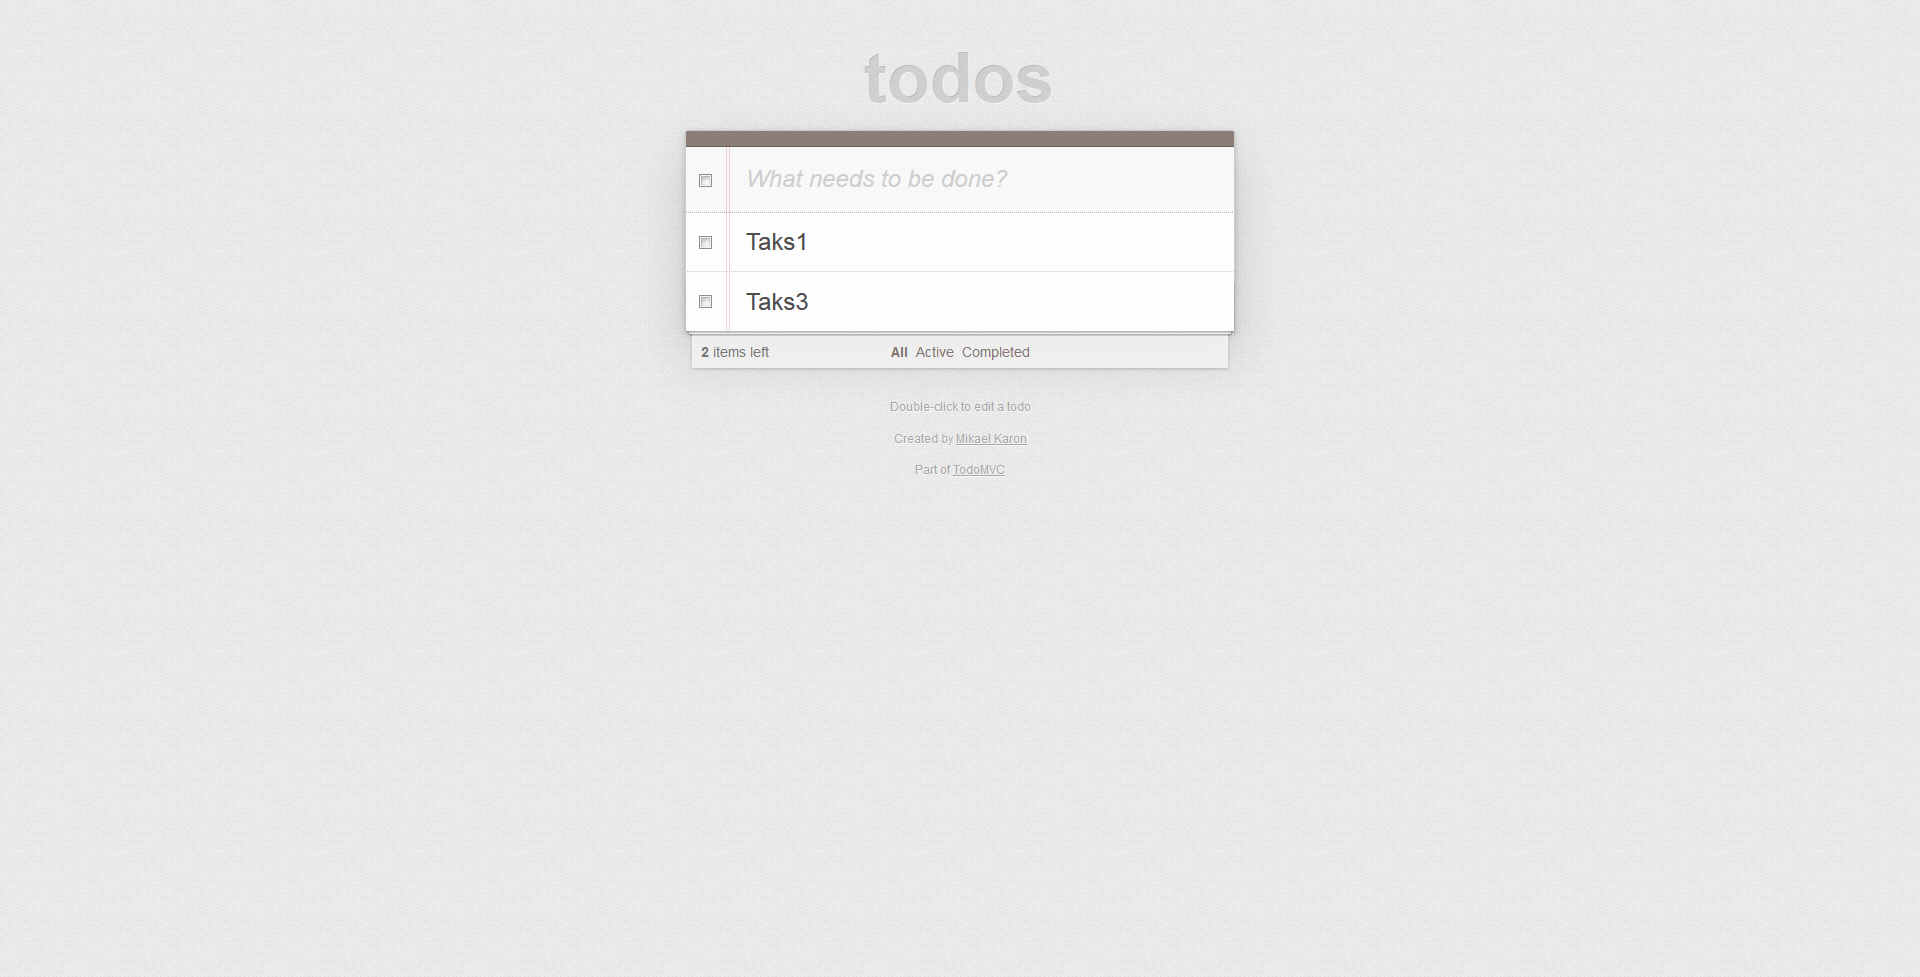 todos
What needs to be done?
Taks1
Taks3
2 items left All Active Completed
Double-click to edit a todo
Created by Mikael Karon
Part of TodoMVC